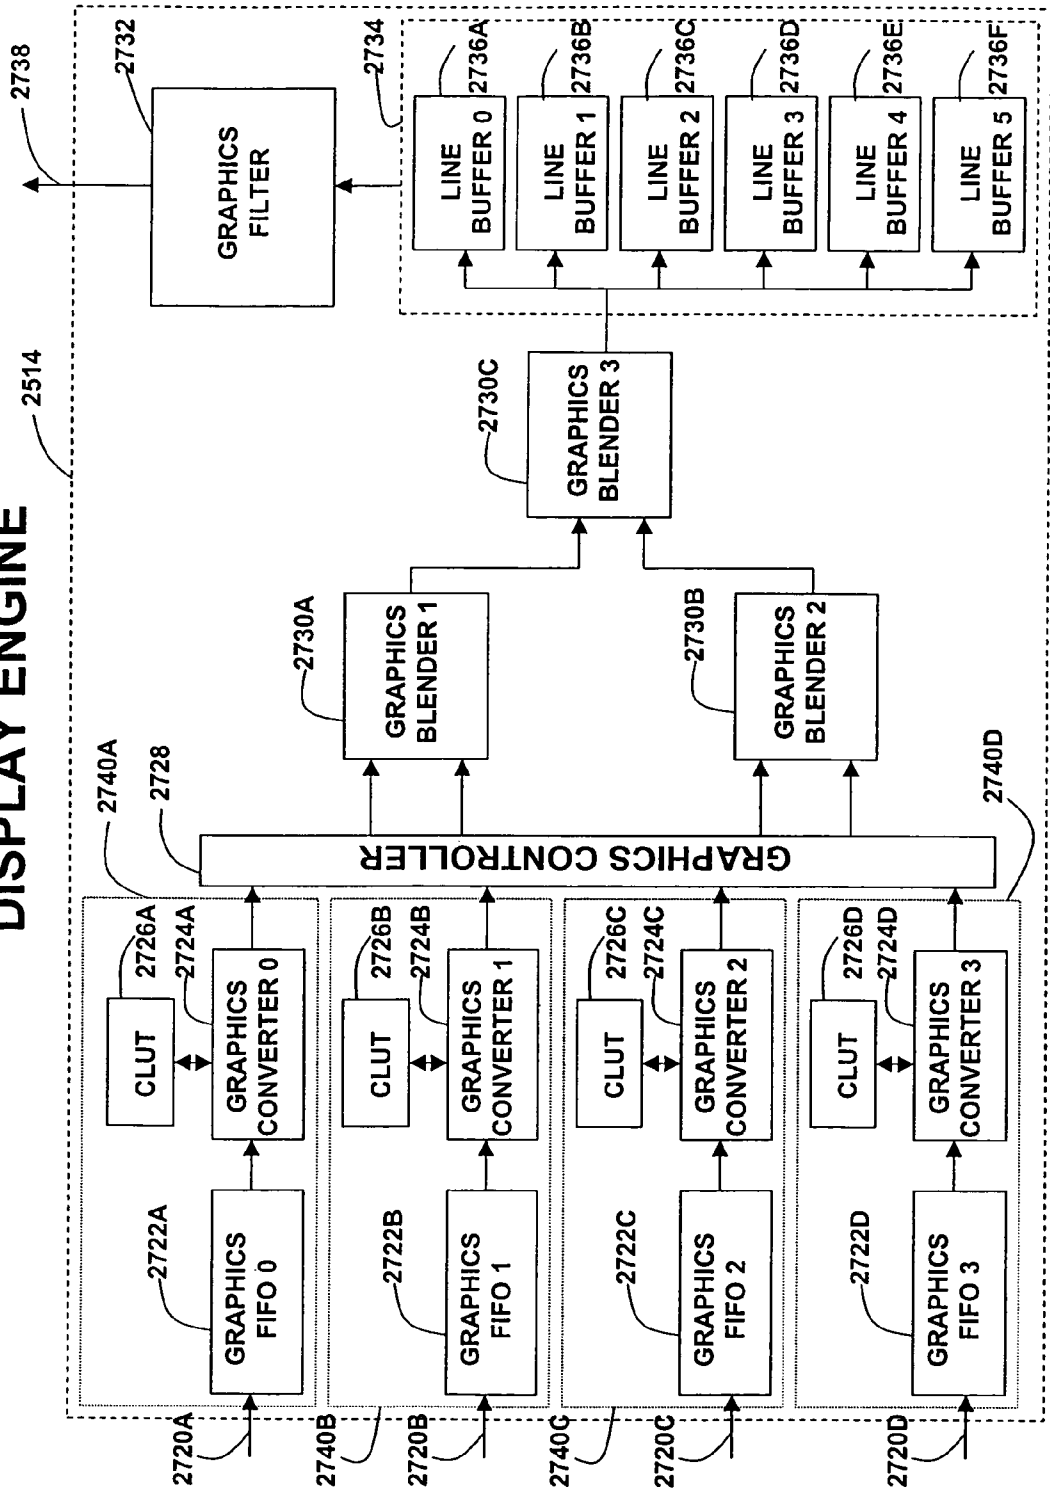 DISPLAY ENGINE
2514
2738
2720A
2722A
GRAPHICS
FIFO 0
2726A
CLUT
2724A
GRAPHICS
CONVERTER 0
2740A
2728
GRAPHICS CONTROLLER
2740B
2720B
2722B
GRAPHICS
FIFO 1
2726B
CLUT
2724B
GRAPHICS
CONVERTER 1
2740C
2720C
2722C
GRAPHICS
FIFO 2
2726C
CLUT
2724C
GRAPHICS
CONVERTER 2
2720D
2722D
GRAPHICS
FIFO 3
2726D
CLUT
2724D
GRAPHICS
CONVERTER 3
2740D
2730A
GRAPHICS
BLENDER 1
2730B
GRAPHICS
BLENDER 2
2730C
GRAPHICS
BLENDER 3
2732
GRAPHICS
FILTER
2734
LINE
BUFFER 0
2736A
LINE
BUFFER 1
2736B
LINE
BUFFER 2
2736C
LINE
BUFFER 3
2736D
LINE
BUFFER 4
2736E
LINE
BUFFER 5
2736F